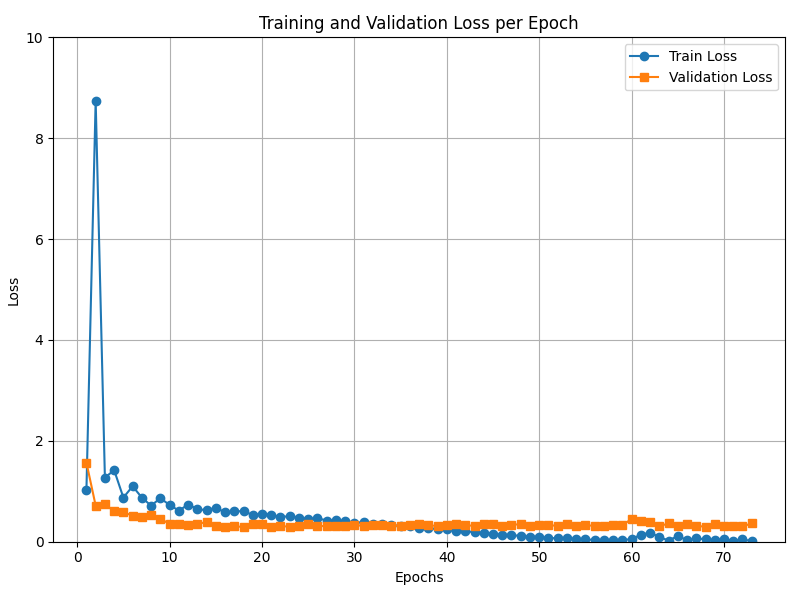 Training and Validation Loss per Epoch
10
Train Loss
Validation Loss
8
6
Loss
4
2
0
0 10 20 30 40 50 60 70
Epochs